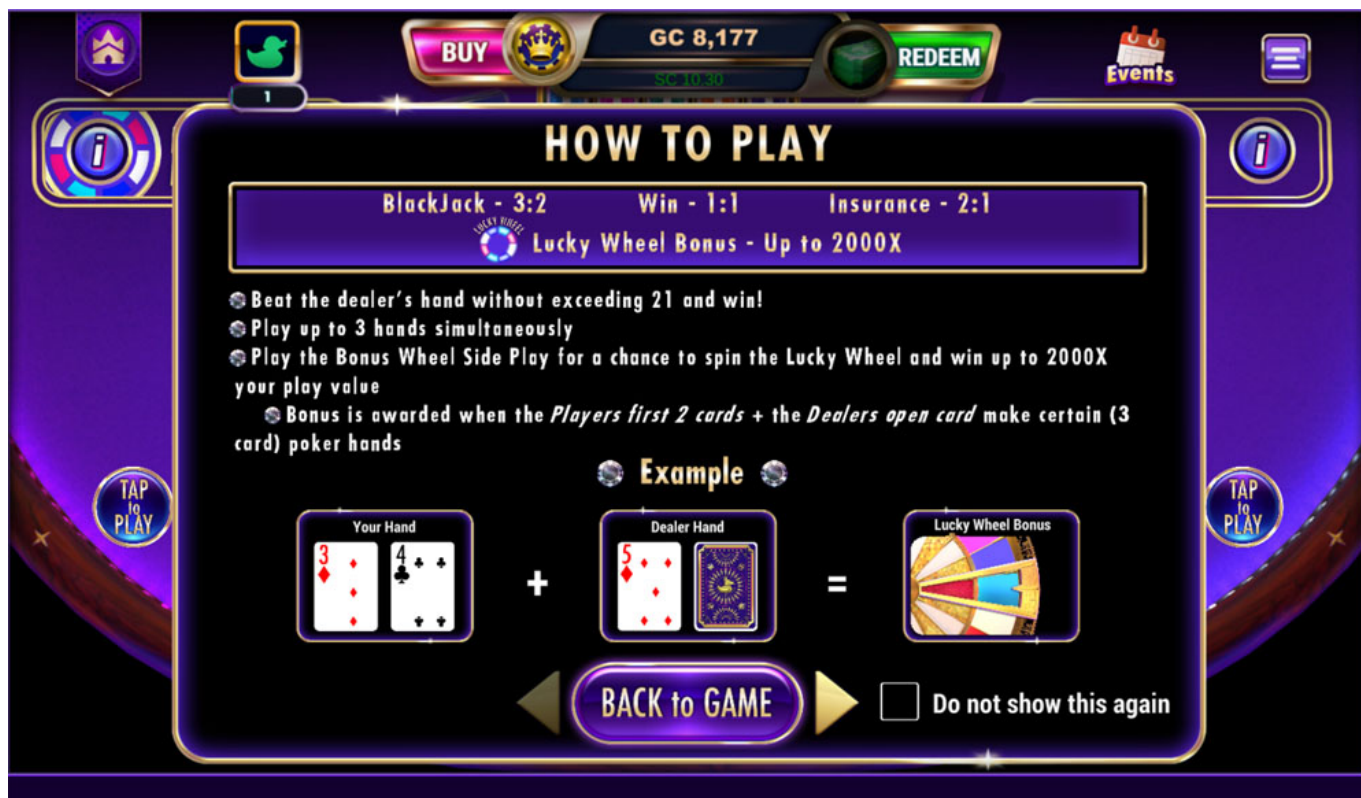 BUY
GC 8,177
SC 10.30
REDEEM
Events
1
HOW TO PLAY
BlackJack - 3:2 Win - 1:1 Insurance - 2:1
LUCKY WHEEL
Lucky Wheel Bonus - Up to 2000X
Beat the dealer's hand without exceeding 21 and win!
Play up to 3 hands simultaneously
Play the Bonus Wheel Side Play for a chance to spin the Lucky Wheel and win up to 2000X
your play value
Bonus is awarded when the Players first 2 cards + the Dealers open card make certain (3
card) poker hands
Example
TAP
to
PLAY
Your Hand
3
4
+
Dealer Hand
5
=
Lucky Wheel Bonus
TAP
to
PLAY
BACK to GAME
Do not show this again